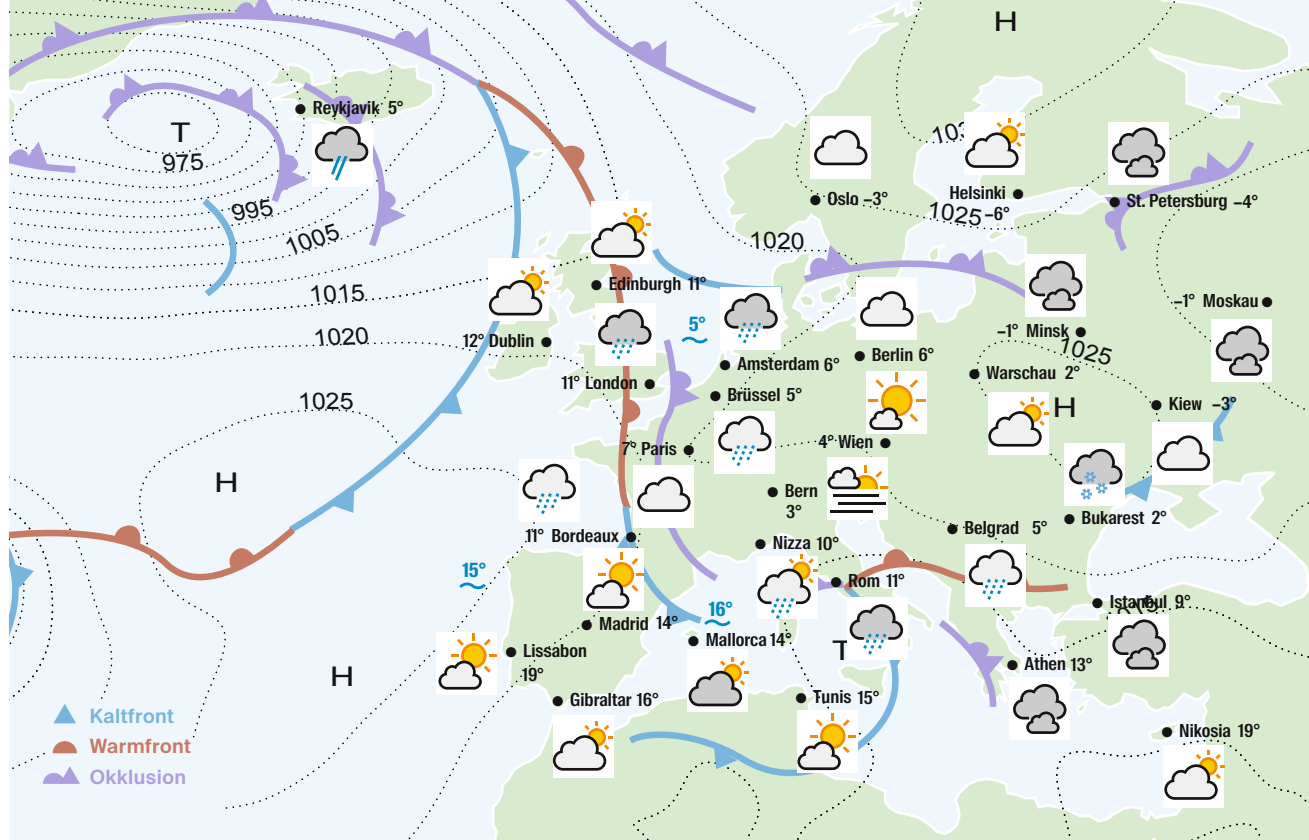 H
Reykjavik 5°
T
975
995
1005
1015
1020
1025
H
Oslo –3°
Helsinki
–6°
1025
1020
St. Petersburg –4°
Edinburgh 11°
12° Dublin
5°
–1° Moskau
–1° Minsk
1025
Amsterdam 6°
Berlin 6°
Warschau 2°
11° London
Brüssel 5°
H
Kiew –3°
7° Paris
4° Wien
Bern
3°
Bukarest 2°
Belgrad 5°
11° Bordeaux
Nizza 10°
15°
Rom 11°
Istanbul 9°
16°
Madrid 14°
Mallorca 14°
T
Lissabon
19°
Athen 13°
H
Gibraltar 16°
Tunis 15°
Nikosia 19°
Kaltfront
Warmfront
Okklusion